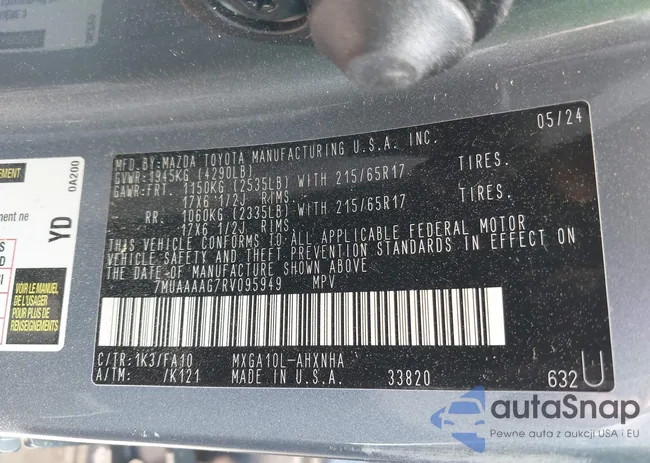 MFD.BY:MAZDA TOYOTA MANUFACTURING U.S.A. INC. 05/24
GVWR:1945KG (4290LB)
GAWR:FRT. 1150KG (2535LB) WITH 215/65R17 TIRES.
17X6 1/2J RIMS.
RR. 1060KG (2335LB) WITH 215/65R17 TIRES.
17X6 1/2J RIMS.
THIS VEHICLE CONFORMS TO ALL APPLICABLE FEDERAL MOTOR
VEHICLE SAFETY AND THEFT PREVENTION STANDARDS IN EFFECT ON
THE DATE OF MANUFACTURE SHOWN ABOVE
7MUAAAAG7RV095949 MPV
C/TR:1K3/FA10 MXGA10L-AHXNHA
A/TM: /K121 MADE IN U.S.A. 33820 632U
YD
0A200
ment ne
VOIR LE MANUEL
DE L'USAGER
POUR PLUS DE
RENSEIGNEMENTS
autoSnap
Pewne auta z aukcji USA i EU